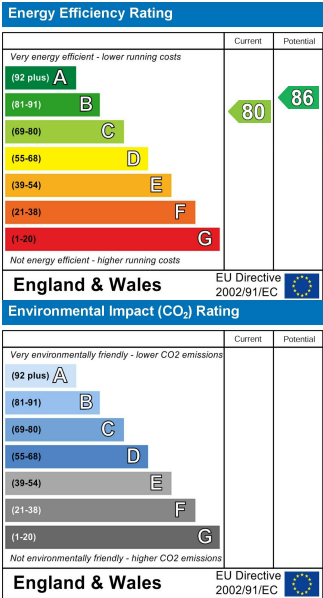 Energy Efficiency Rating
Current Potential
Very energy efficient - lower running costs
(92 plus) A
(81-91) B
(69-80) C
(55-68) D
(39-54) E
(21-38) F
(1-20) G
80
86
Not energy efficient - higher running costs
England & Wales
EU Directive
2002/91/EC
Environmental Impact (CO₂) Rating
Current Potential
Very environmentally friendly - lower CO2 emissions
(92 plus) A
(81-91) B
(69-80) C
(55-68) D
(39-54) E
(21-38) F
(1-20) G
Not environmentally friendly - higher CO2 emissions
England & Wales
EU Directive
2002/91/EC